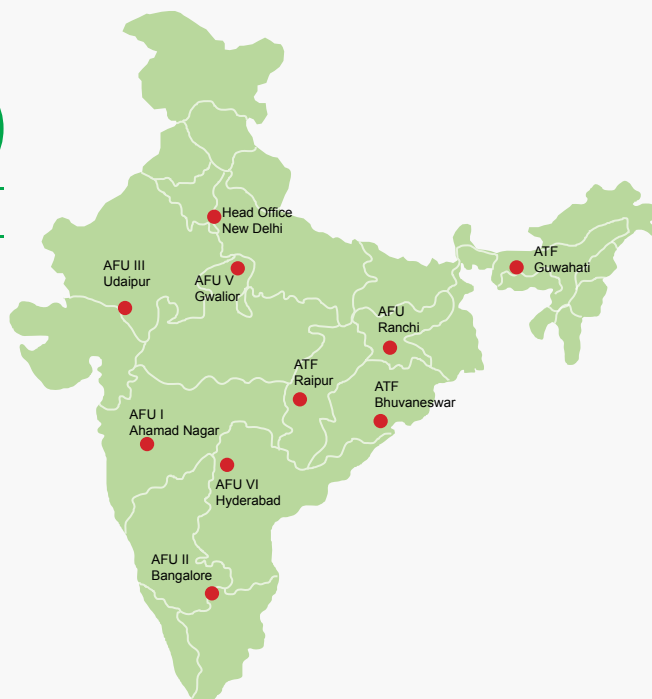 Head Office
New Delhi
ATF
Guwahati
AFU III
Udaipur
AFU V
Gwalior
AFU
Ranchi
ATF
Raipur
ATF
Bhuvaneswar
AFU I
Ahamad Nagar
AFU VI
Hyderabad
AFU II
Bangalore